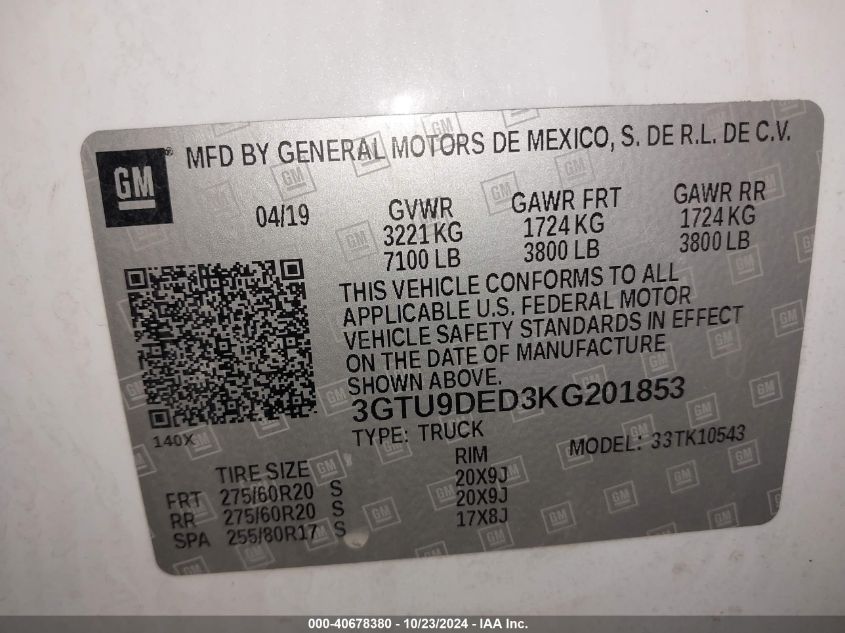 GM ® MFD BY GENERAL MOTORS DE MEXICO, S. DE R.L. DE C.V.
04/19 GVWR GAWR FRT GAWR RR
3221 KG 1724 KG 1724 KG
7100 LB 3800 LB 3800 LB
THIS VEHICLE CONFORMS TO ALL
APPLICABLE U.S. FEDERAL MOTOR
VEHICLE SAFETY STANDARDS IN EFFECT
ON THE DATE OF MANUFACTURE
SHOWN ABOVE.
3GTU9DED3KG201853
140X TYPE: TRUCK MODEL: 33TK10543
TIRE SIZE RIM
FRT 275/60R20 S 20X9J
RR 275/60R20 S 20X9J
SPA 255/80R17 S 17X8J
000-40678380 - 10/23/2024 - IAA Inc.